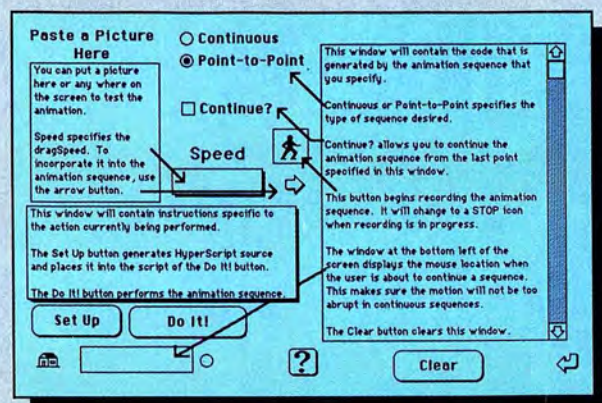 Paste a Picture
Here
You can put a picture
here or any where on
the screen to test the
animation.
Speed specifies the
dragSpeed. To
incorporate it into the
animation sequence, use
the arrow button.
Continuous
Point-to-Point
Continue?
Speed
This window will contain the code that is
generated by the animation sequence that
you specify.
Continuous or Point-to-Point specifies the
type of sequence desired.
Continue? allows you to continue the
animation sequence from the last point
specified in this window.
This button begins recording the animation
sequence. It will change to a STOP icon
when recording is in progress.
The window at the bottom left of the
screen displays the mouse location when
the user is about to continue a sequence.
This makes sure the motion will not be too
abrupt in continuous sequences.
The Clear button clears this window.
This window will contain instructions specific to
the action currently being performed.
The Set Up button generates HyperScript source
and places it into the script of the Do It! button.
The Do It! button performs the animation sequence.
Set Up
Do It!
?
Clear